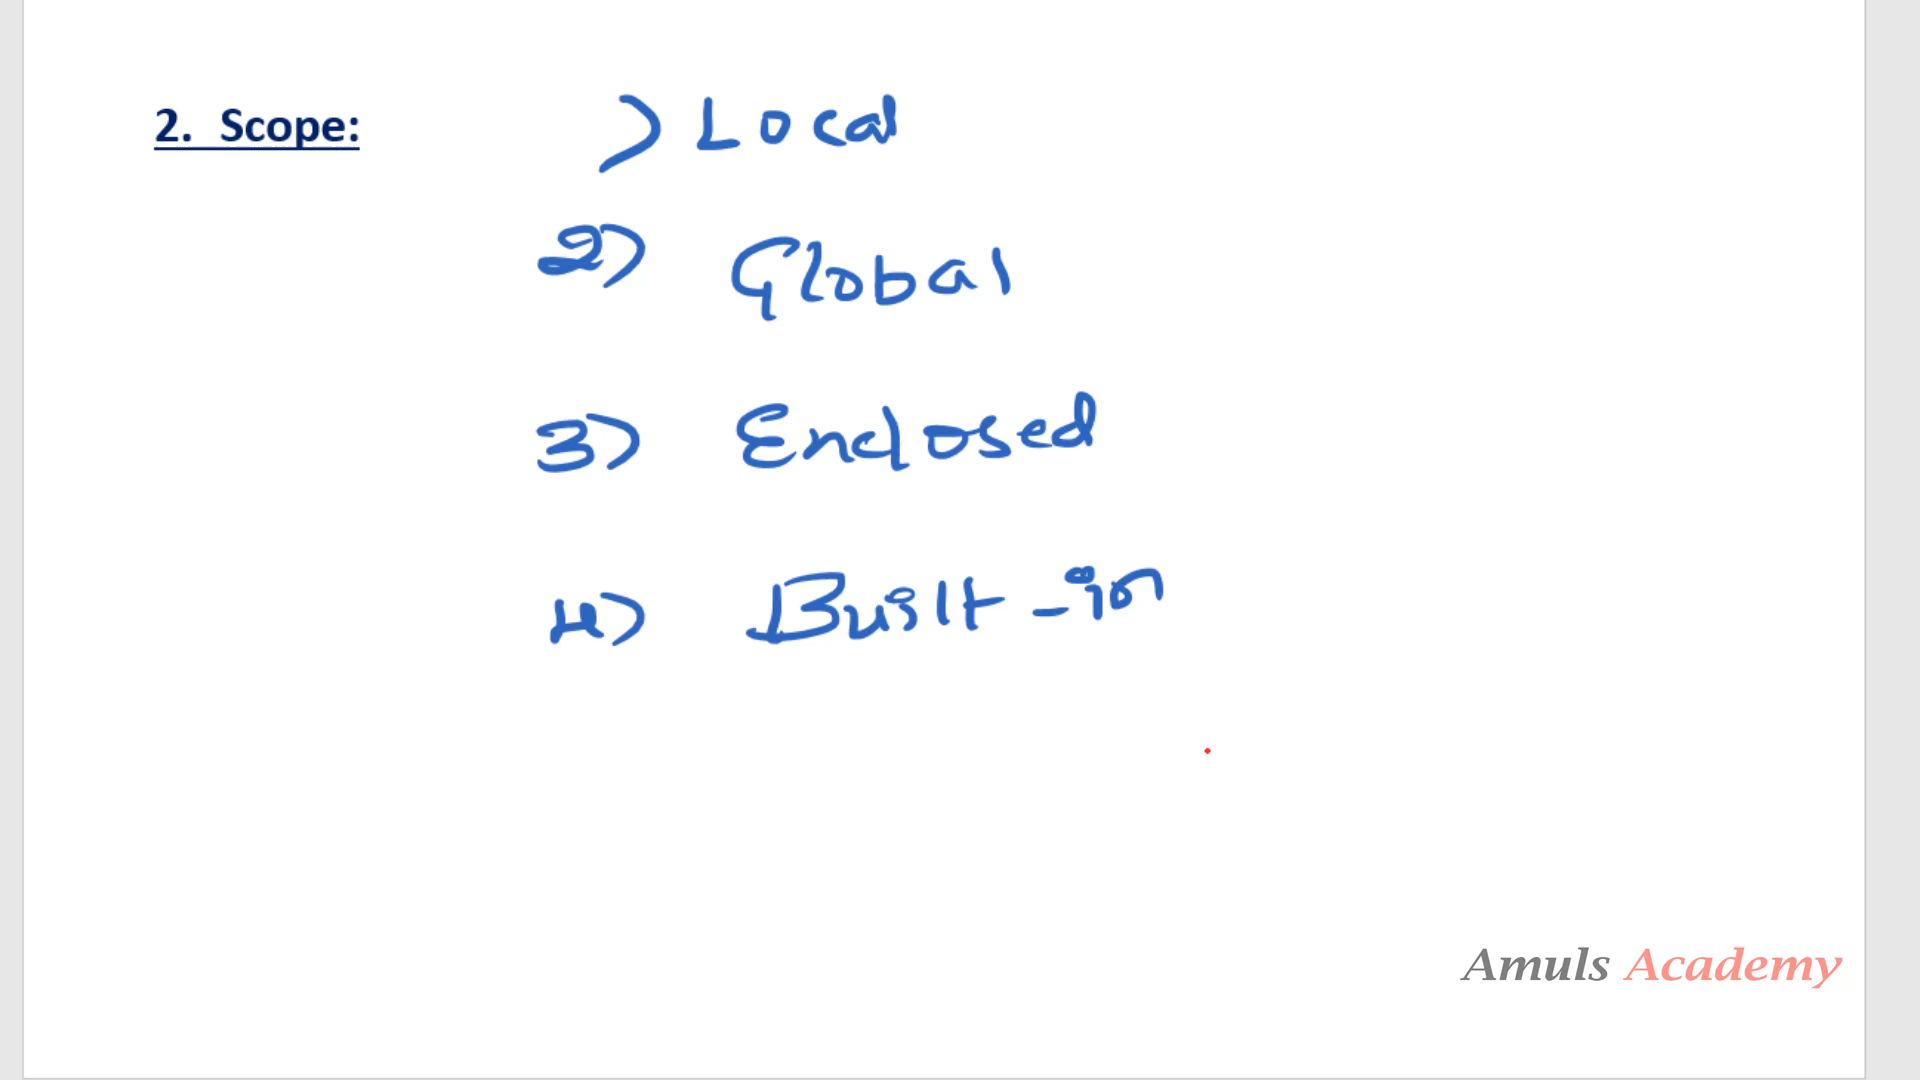 2. Scope:
) Local
2) Global
3) Enclosed
4) Built-in
Amuls Academy